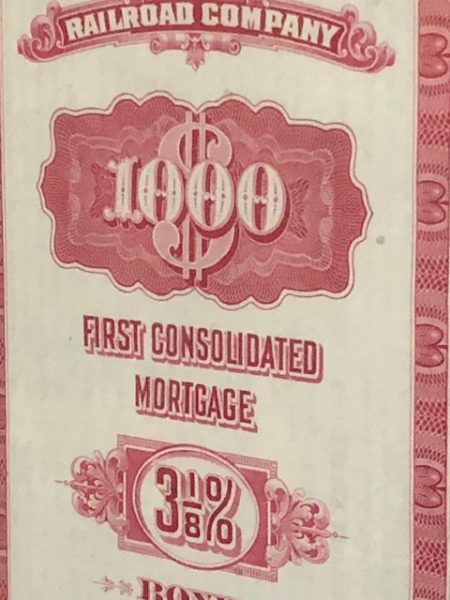 RAILROAD COMPANY
$1000
FIRST CONSOLIDATED
MORTGAGE
3 1/8%